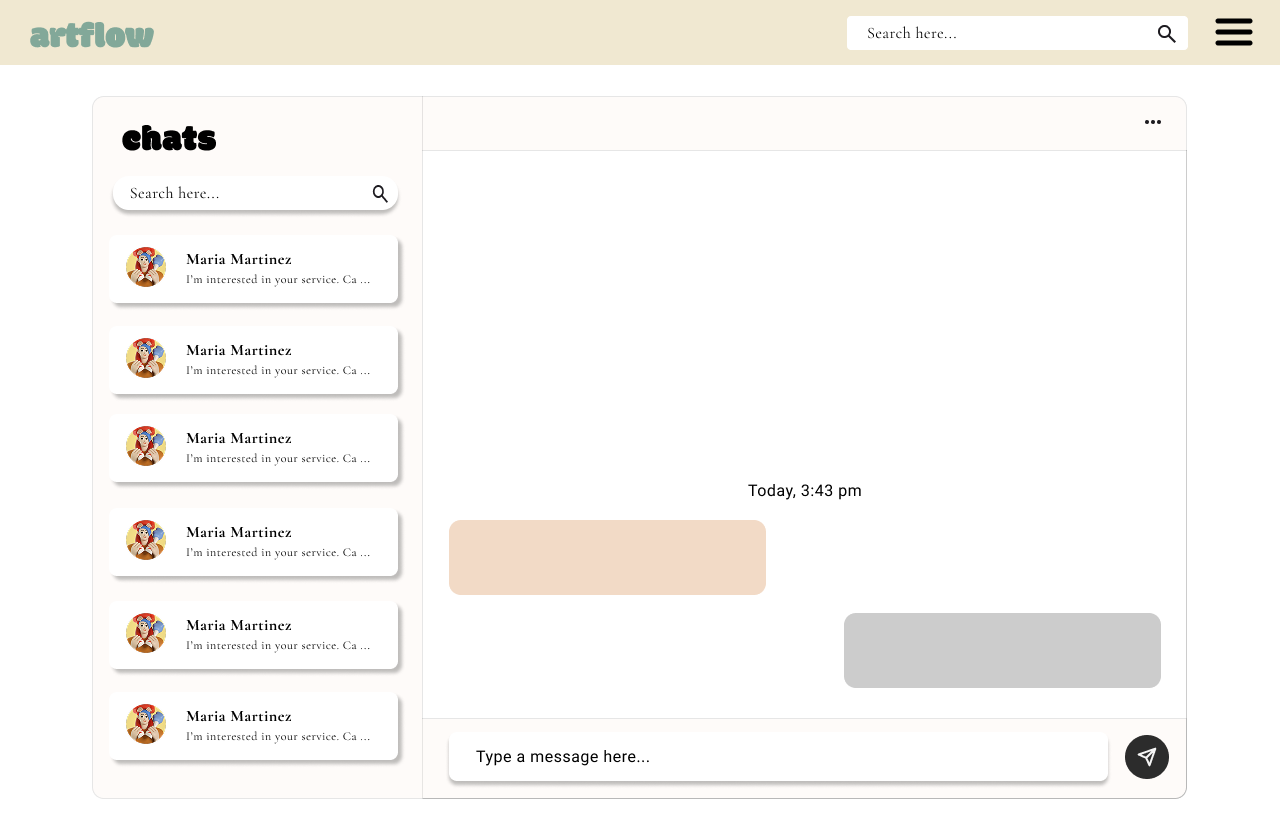 artflow
Search here...
chats
Search here...
Maria Martinez
I'm interested in your service. Ca ...
Maria Martinez
I'm interested in your service. Ca ...
Maria Martinez
I'm interested in your service. Ca ...
Maria Martinez
I'm interested in your service. Ca ...
Maria Martinez
I'm interested in your service. Ca ...
Maria Martinez
I'm interested in your service. Ca ...
Today, 3:43 pm
Type a message here...